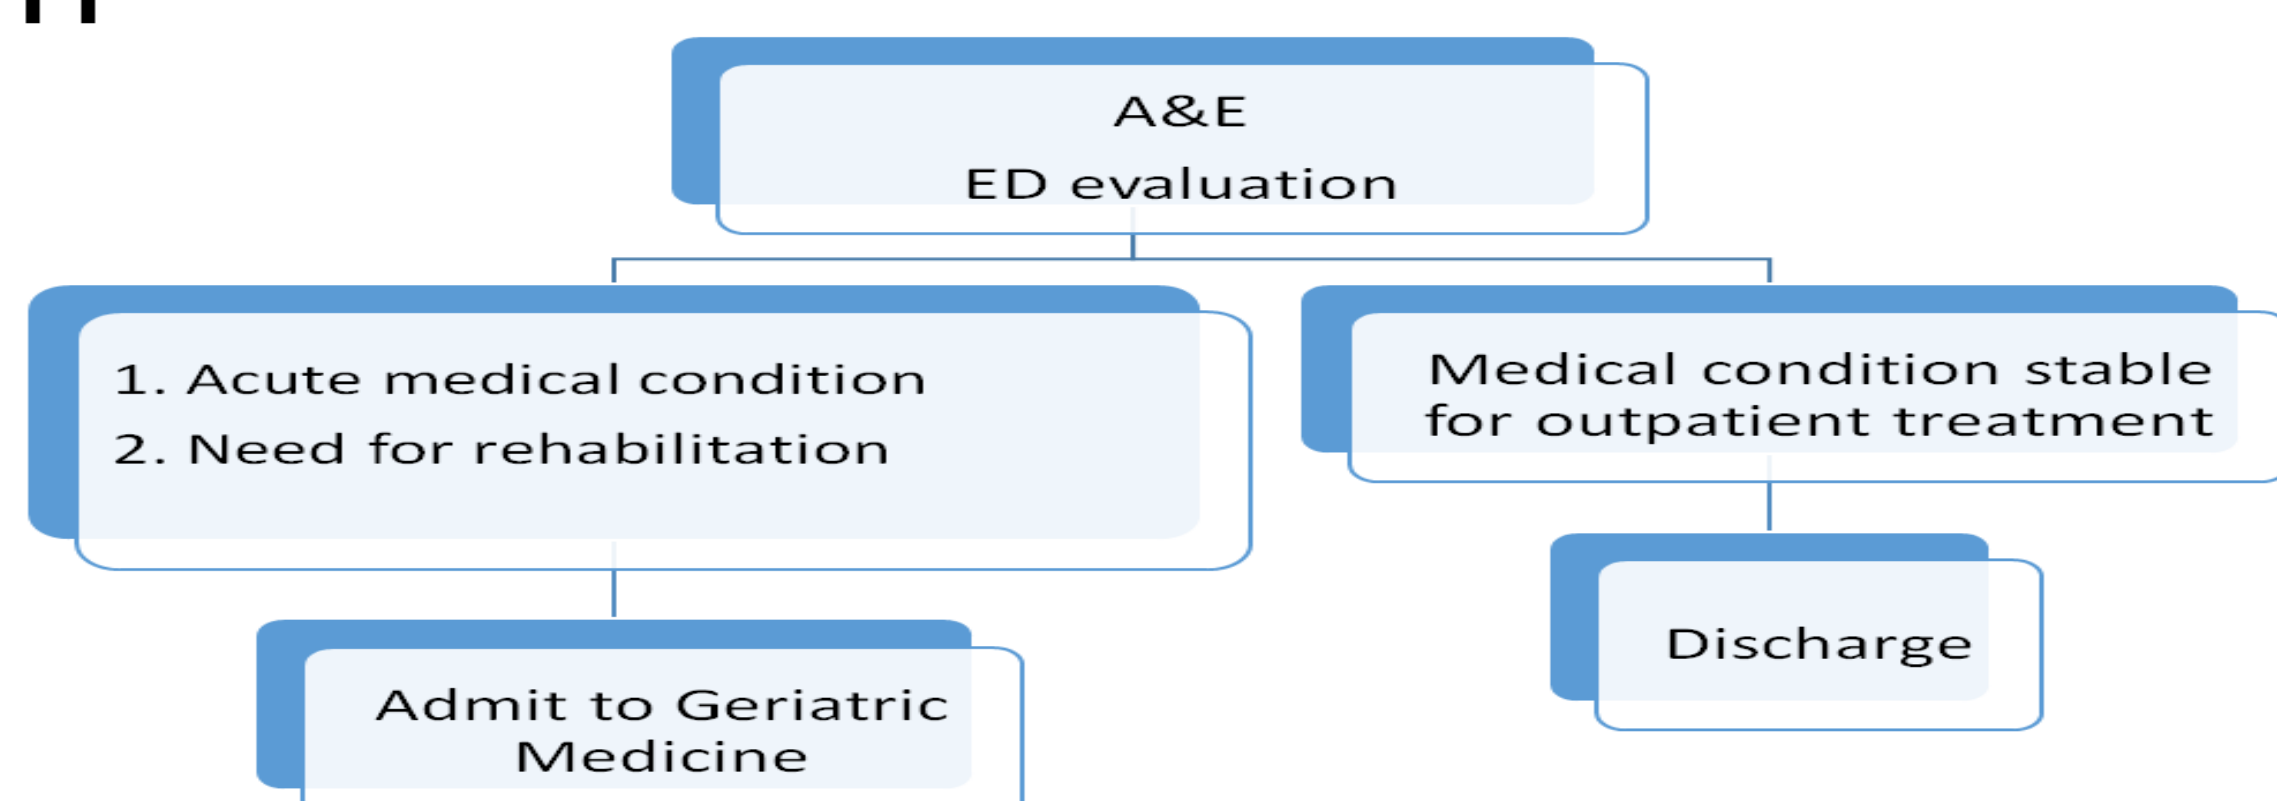 A&E
ED evaluation
1. Acute medical condition
2. Need for rehabilitation
Medical condition stable
for outpatient treatment
Discharge
Admit to Geriatric
Medicine